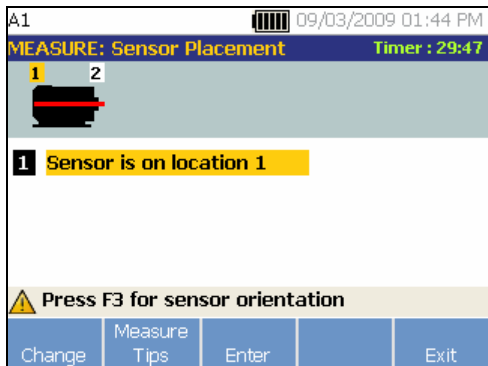 A1 09/03/2009 01:44 PM
MEASURE: Sensor Placement Timer : 29:47
1 2
1 Sensor is on location 1
Press F3 for sensor orientation
Measure
Change Tips Enter Exit